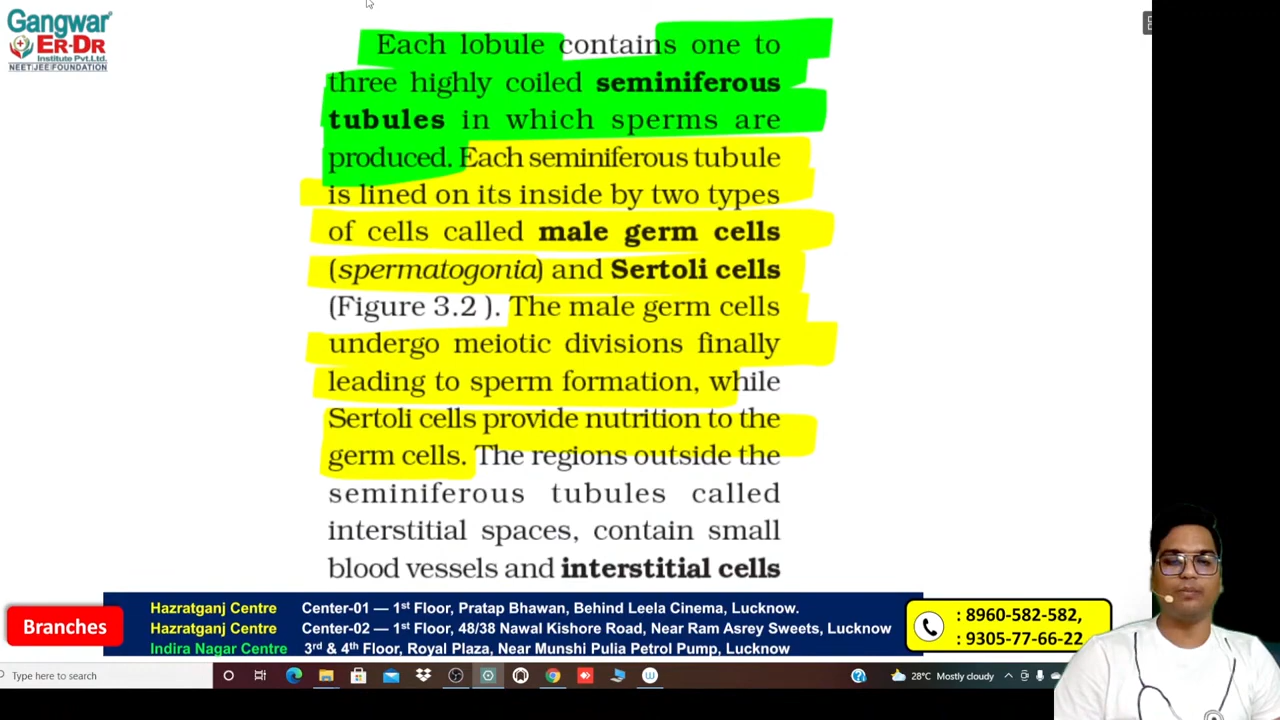 Gangwar
ER-DR
Institute Pvt.Ltd.
NEET|JEE|FOUNDATION
Each lobule contains one to
three highly coiled seminiferous
tubules in which sperms are
produced. Each seminiferous tubule
is lined on its inside by two types
of cells called male germ cells
(spermatogonia) and Sertoli cells
(Figure 3.2 ). The male germ cells
undergo meiotic divisions finally
leading to sperm formation, while
Sertoli cells provide nutrition to the
germ cells. The regions outside the
seminiferous tubules called
interstitial spaces, contain small
blood vessels and interstitial cells
Branches
Hazratganj Centre Center-01 — 1st Floor, Pratap Bhawan, Behind Leela Cinema, Lucknow.
Hazratganj Centre Center-02 — 1st Floor, 48/38 Nawal Kishore Road, Near Ram Asrey Sweets, Lucknow
Indira Nagar Centre 3rd & 4th Floor, Royal Plaza, Near Munshi Pulia Petrol Pump, Lucknow
: 8960-582-582,
: 9305-77-66-22
Type here to search
28°C Mostly cloudy